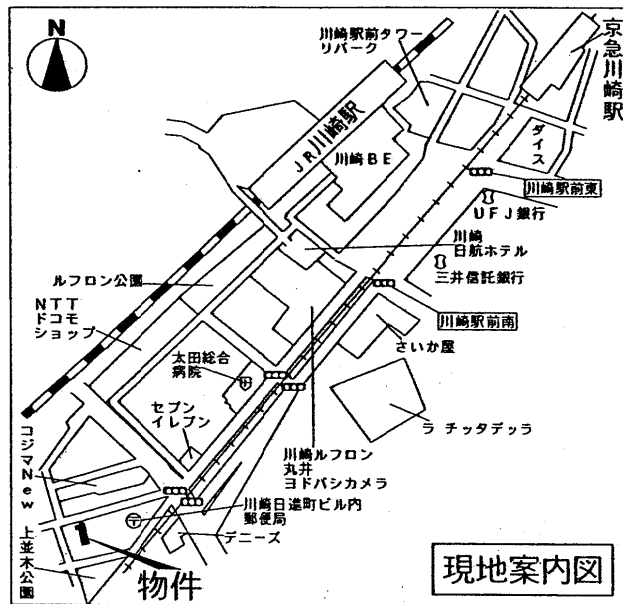 N
川崎駅前タワー
リパーク
京急川崎駅
JR川崎駅
川崎BE
ダイス
川崎駅前東
UFJ銀行
川崎
日航ホテル
三井信託銀行
ルフロン公園
NTT
ドコモ
ショップ
川崎駅前南
さいか屋
太田総合
病院
セブン
イレブン
ラ チッタデッラ
川崎ルフロン
丸井
ヨドバシカメラ
コジマNew
川崎日進町ビル内
郵便局
〒
デニーズ
上並木公園
1
物件
現地案内図